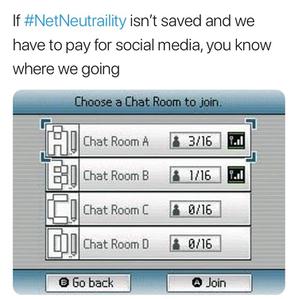 If #NetNeutraility isn't saved and we
have to pay for social media, you know
where we going
Choose a Chat Room to join.
Chat Room A 3/16
Chat Room B 1/16
Chat Room C 0/16
Chat Room D 0/16
B Go back A Join